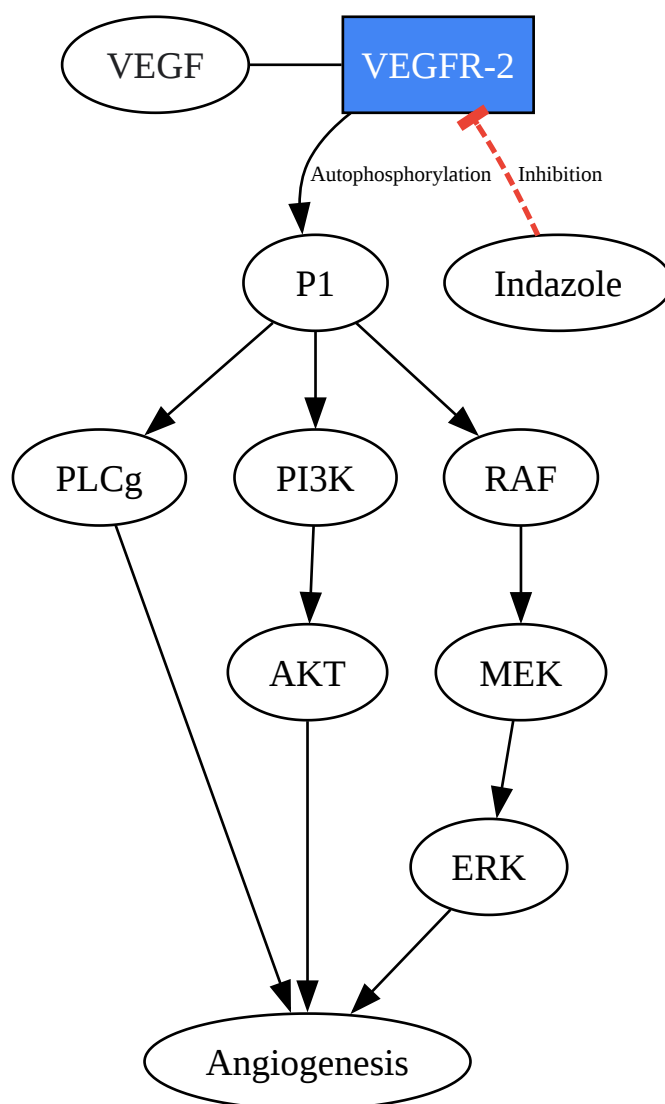 VEGF
VEGFR-2
Autophosphorylation
Inhibition
P1
Indazole
PLCg
PI3K
RAF
AKT
MEK
ERK
Angiogenesis